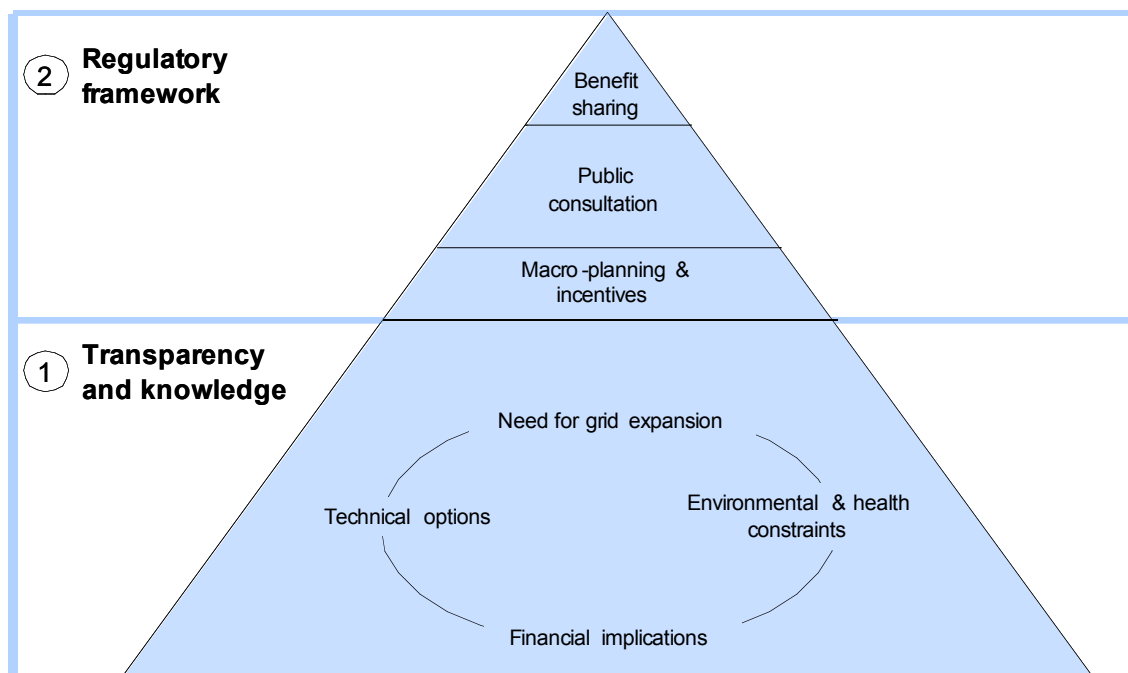 2
Regulatory
framework
Benefit
sharing
Public
consultation
Macro-planning &
incentives
1
Transparency
and knowledge
Need for grid expansion
Technical options
Environmental & health
constraints
Financial implications